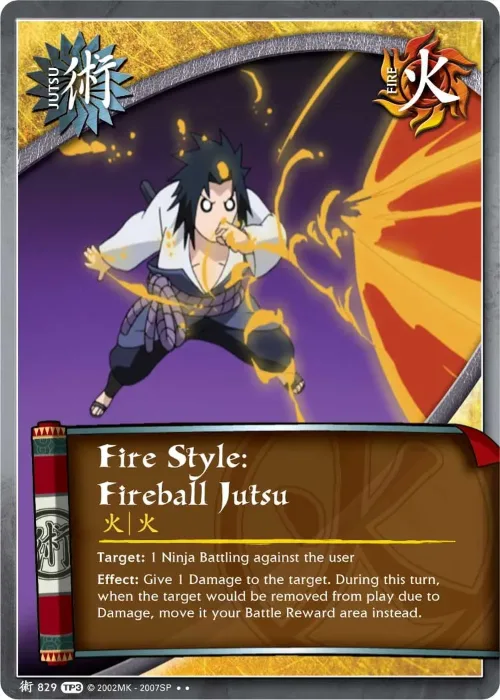 JUTSU
術
FIRE
火
Fire Style:
Fireball Jutsu
火|火
Target: 1 Ninja Battling against the user
Effect: Give 1 Damage to the target. During this turn,
when the target would be removed from play due to
Damage, move it your Battle Reward area instead.
術
術 829 TP3 © 2002MK - 2007SP ••